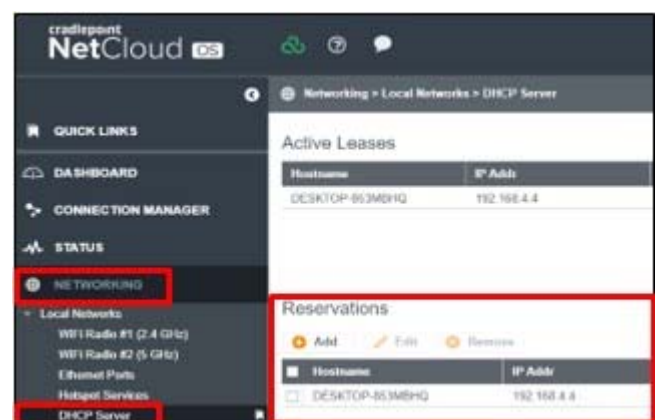 cradlepoint
NetCloud OS
Networking > Local Networks > DHCP Server
QUICK LINKS
DASHBOARD
CONNECTION MANAGER
STATUS
NETWORKING
Local Networks
WiFi Radio #1 (2.4 GHz)
WiFi Radio #2 (5 GHz)
Ethernet Ports
Hotspot Services
DHCP Server
Active Leases
Hostname IP Addr
DESKTOP-853MBHQ 192.168.4.4
Reservations
Add Edit Remove
Hostname IP Addr
DESKTOP-853MBHQ 192.168.4.4